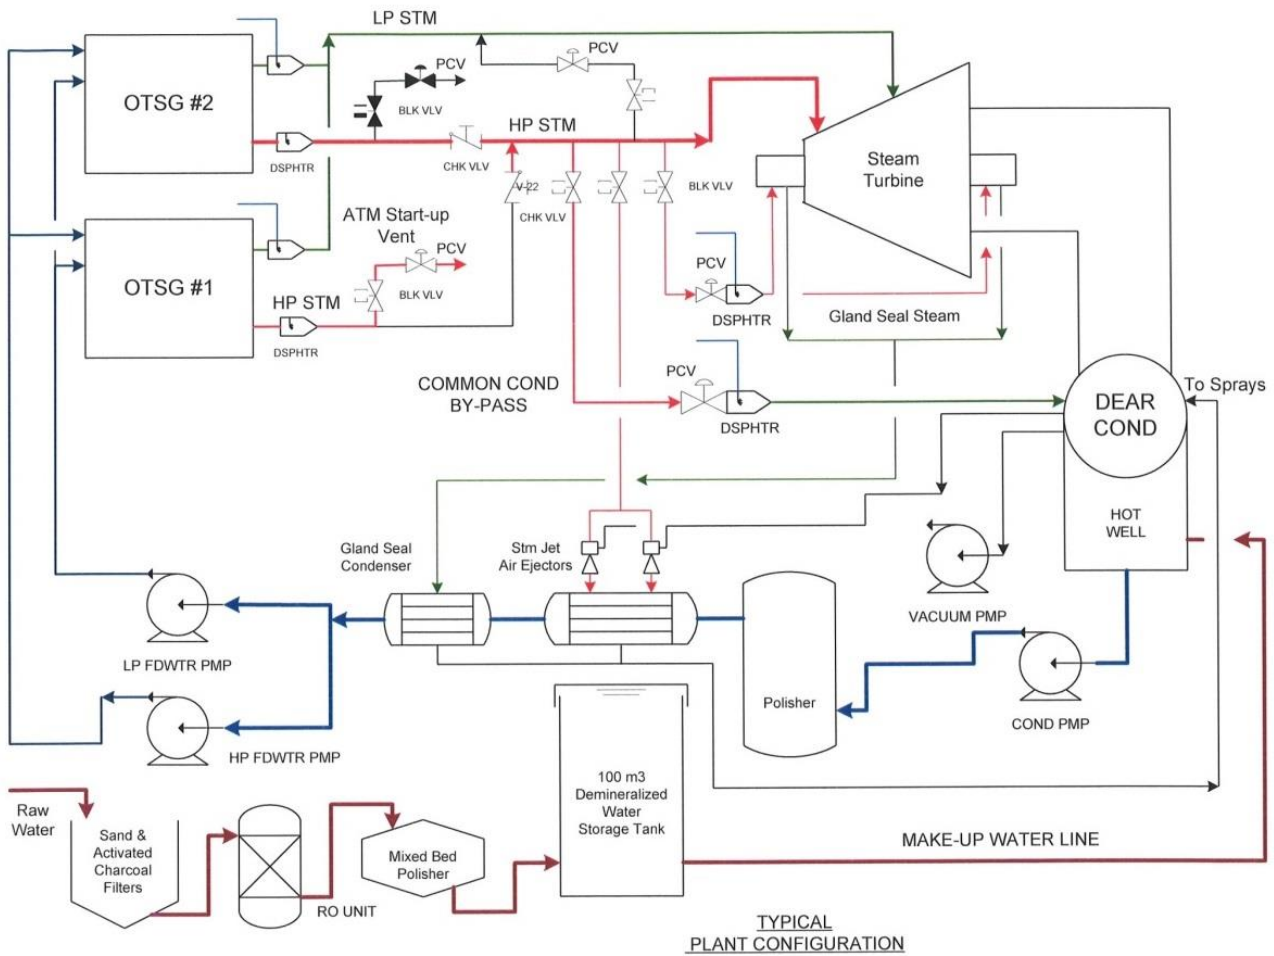 LP STM
PCV
PCV
OTSG #2
BLK VLV
HP STM
DSPHTR
CHK VLV
Steam
Turbine
V-22
BLK VLV
CHK VLV
ATM Start-up
Vent
PCV
PCV
OTSG #1
HP STM
BLK VLV
DSPHTR
Gland Seal Steam
DSPHTR
COMMON COND
BY-PASS
PCV
DSPHTR
DEAR
COND
To Sprays
HOT
WELL
Gland Seal
Condenser
Stm Jet
Air Ejectors
VACUUM PMP
LP FDWTR PMP
Polisher
COND PMP
HP FDWTR PMP
Raw
Water
Sand &
Activated
Charcoal
Filters
RO UNIT
Mixed Bed
Polisher
100 m3
Demineralized
Water
Storage Tank
MAKE-UP WATER LINE
TYPICAL
PLANT CONFIGURATION